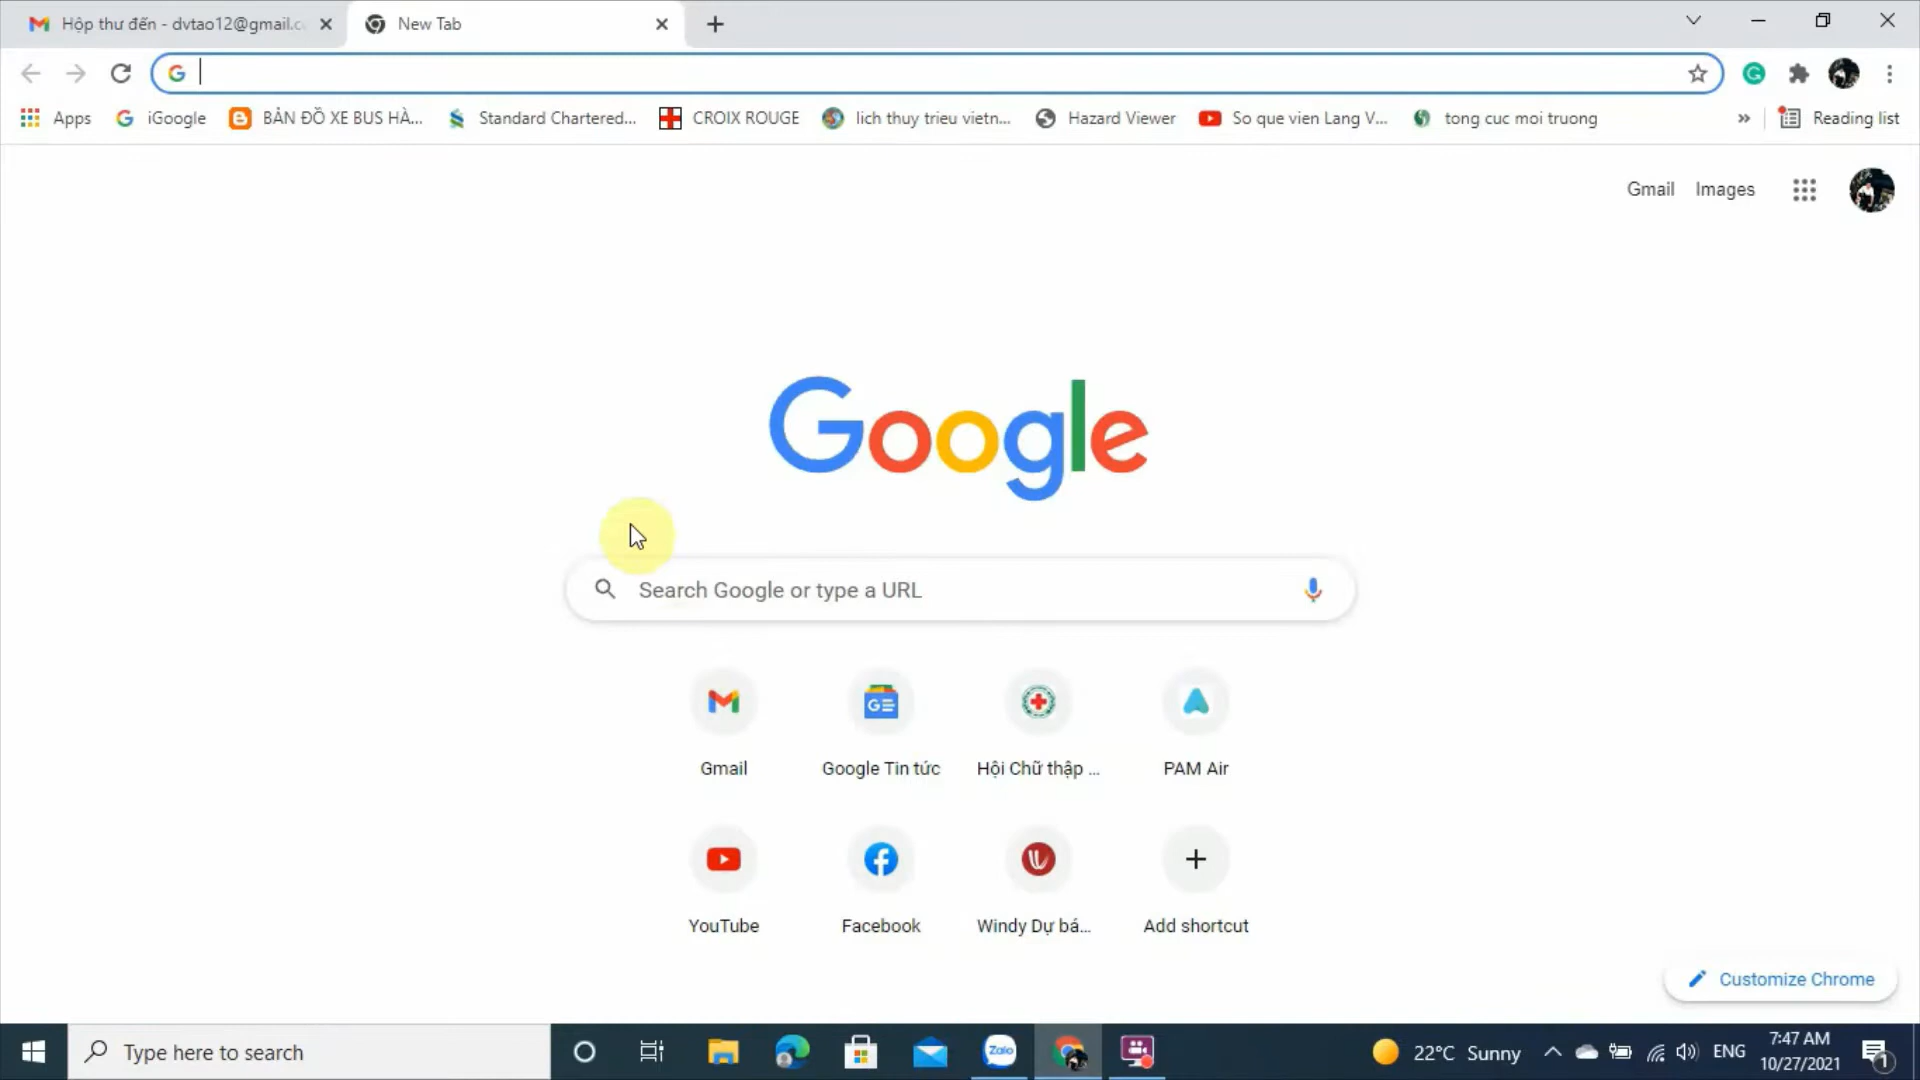 Hộp thư đến - dvtao12@gmail.c
New Tab
Apps
iGoogle
BẢN ĐỒ XE BUS HÀ...
Standard Chartered...
CROIX ROUGE
lich thuy trieu vietn...
Hazard Viewer
So que vien Lang V...
tong cuc moi truong
Reading list
Gmail
Images
Google
Search Google or type a URL
Gmail
Google Tin tức
Hội Chữ thập ...
PAM Air
YouTube
Facebook
Windy Dự bá...
Add shortcut
Customize Chrome
Type here to search
Zalo
22°C Sunny
ENG
7:47 AM
10/27/2021
1